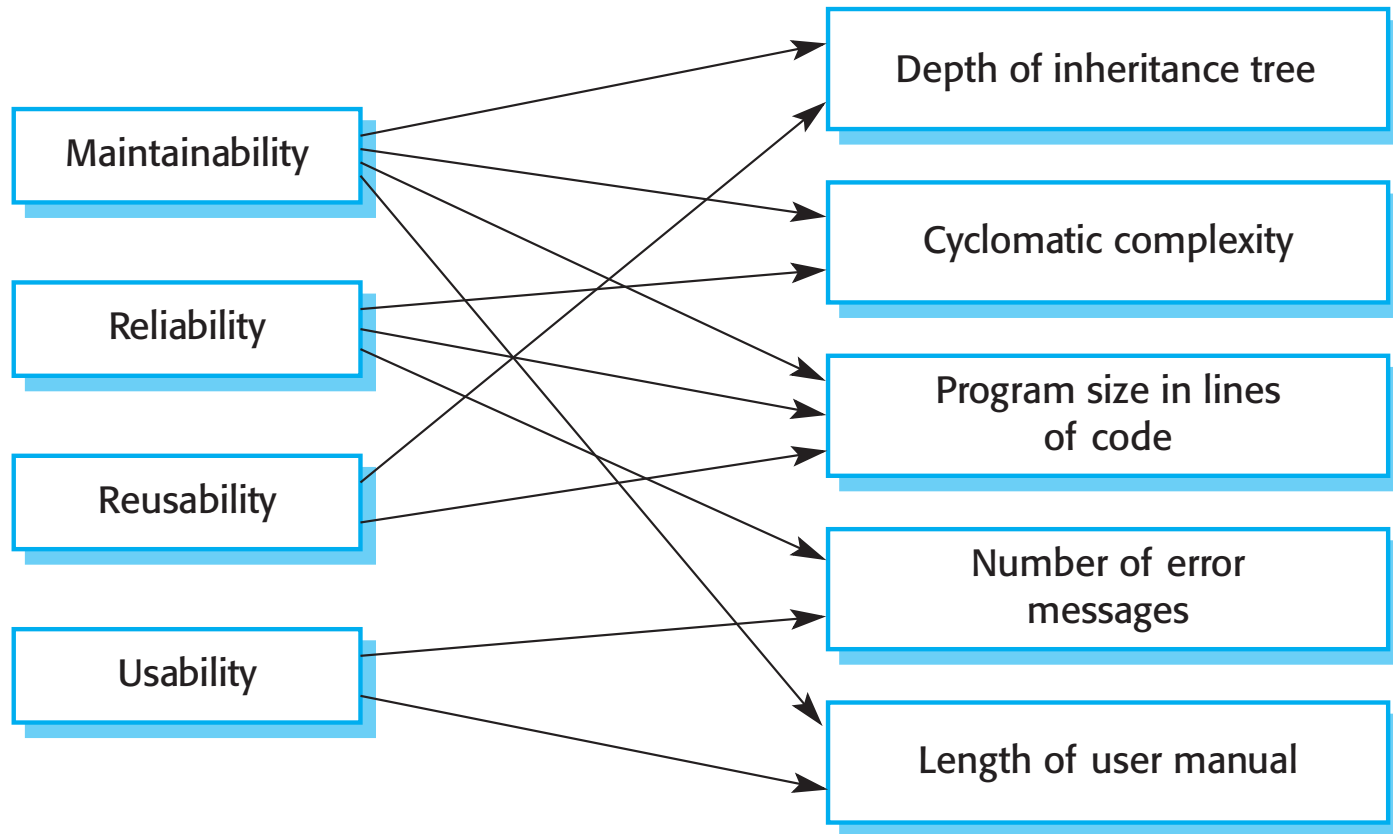 Maintainability
Reliability
Reusability
Usability
Depth of inheritance tree
Cyclomatic complexity
Program size in lines
of code
Number of error
messages
Length of user manual